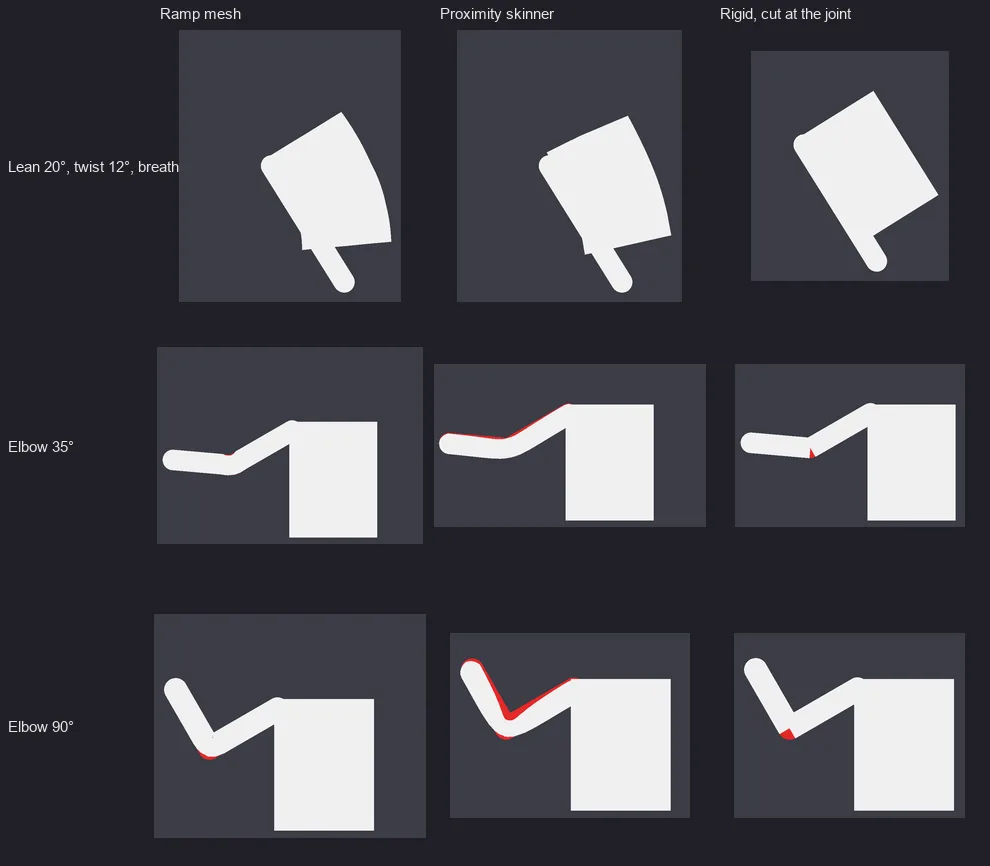 Ramp mesh
Proximity skinner
Rigid, cut at the joint
Lean 20°, twist 12°, breath
Elbow 35°
Elbow 90°